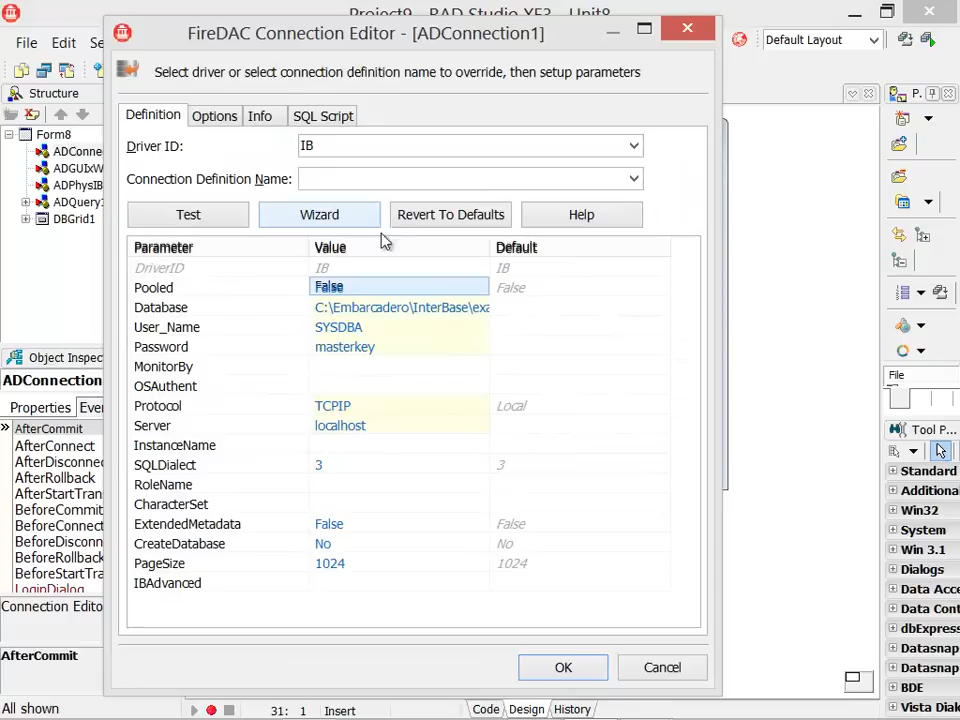 Project9 - RAD Studio XE3 - Unit8
FireDAC Connection Editor - [ADConnection1]
File Edit Se
Default Layout
Select driver or select connection definition name to override, then setup parameters
Structure
P.
Definition Options Info SQL Script
Form8
Driver ID: IB
ADConne
ADGUIxW
Connection Definition Name:
ADPhysIB
ADQuery1
Test Wizard Revert To Defaults Help
DBGrid1
Parameter Value Default
DriverID IB IB
Pooled False False
Database C:\Embarcadero\InterBase\exa
User_Name SYSDBA
Password masterkey
Object Inspec
MonitorBy
File
ADConnection
OSAuthent
Properties Ever
Protocol TCPIP Local
AfterCommit
Server localhost
Tool P...
AfterConnect
InstanceName
AfterDisconnec
SQLDialect 3 3
Standard
AfterRollback
RoleName
Additiona
AfterStartTran
CharacterSet
Win32
BeforeCommit
ExtendedMetadata False False
System
BeforeConnect
CreateDatabase No No
Win 3.1
BeforeDisconn
BeforeRollback
PageSize 1024 1024
Dialogs
BeforeStartTra
IBAdvanced
Data Acce
LoginDialog
Connection Edito
Data Cont
dbExpress
Datasnap
AfterCommit
OK Cancel
Datasnap
BDE
All shown
31: 1 Insert
Code Design History
Vista Dial